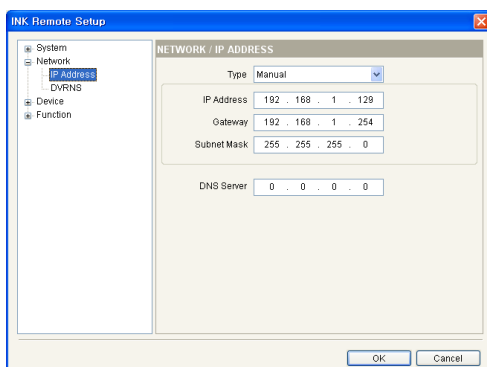 INK Remote Setup
System
Network
IP Address
DVRNS
Device
Function
NETWORK / IP ADDRESS
Type Manual
IP Address 192 . 168 . 1 . 129
Gateway 192 . 168 . 1 . 254
Subnet Mask 255 . 255 . 255 . 0
DNS Server 0 . 0 . 0 . 0
OK Cancel